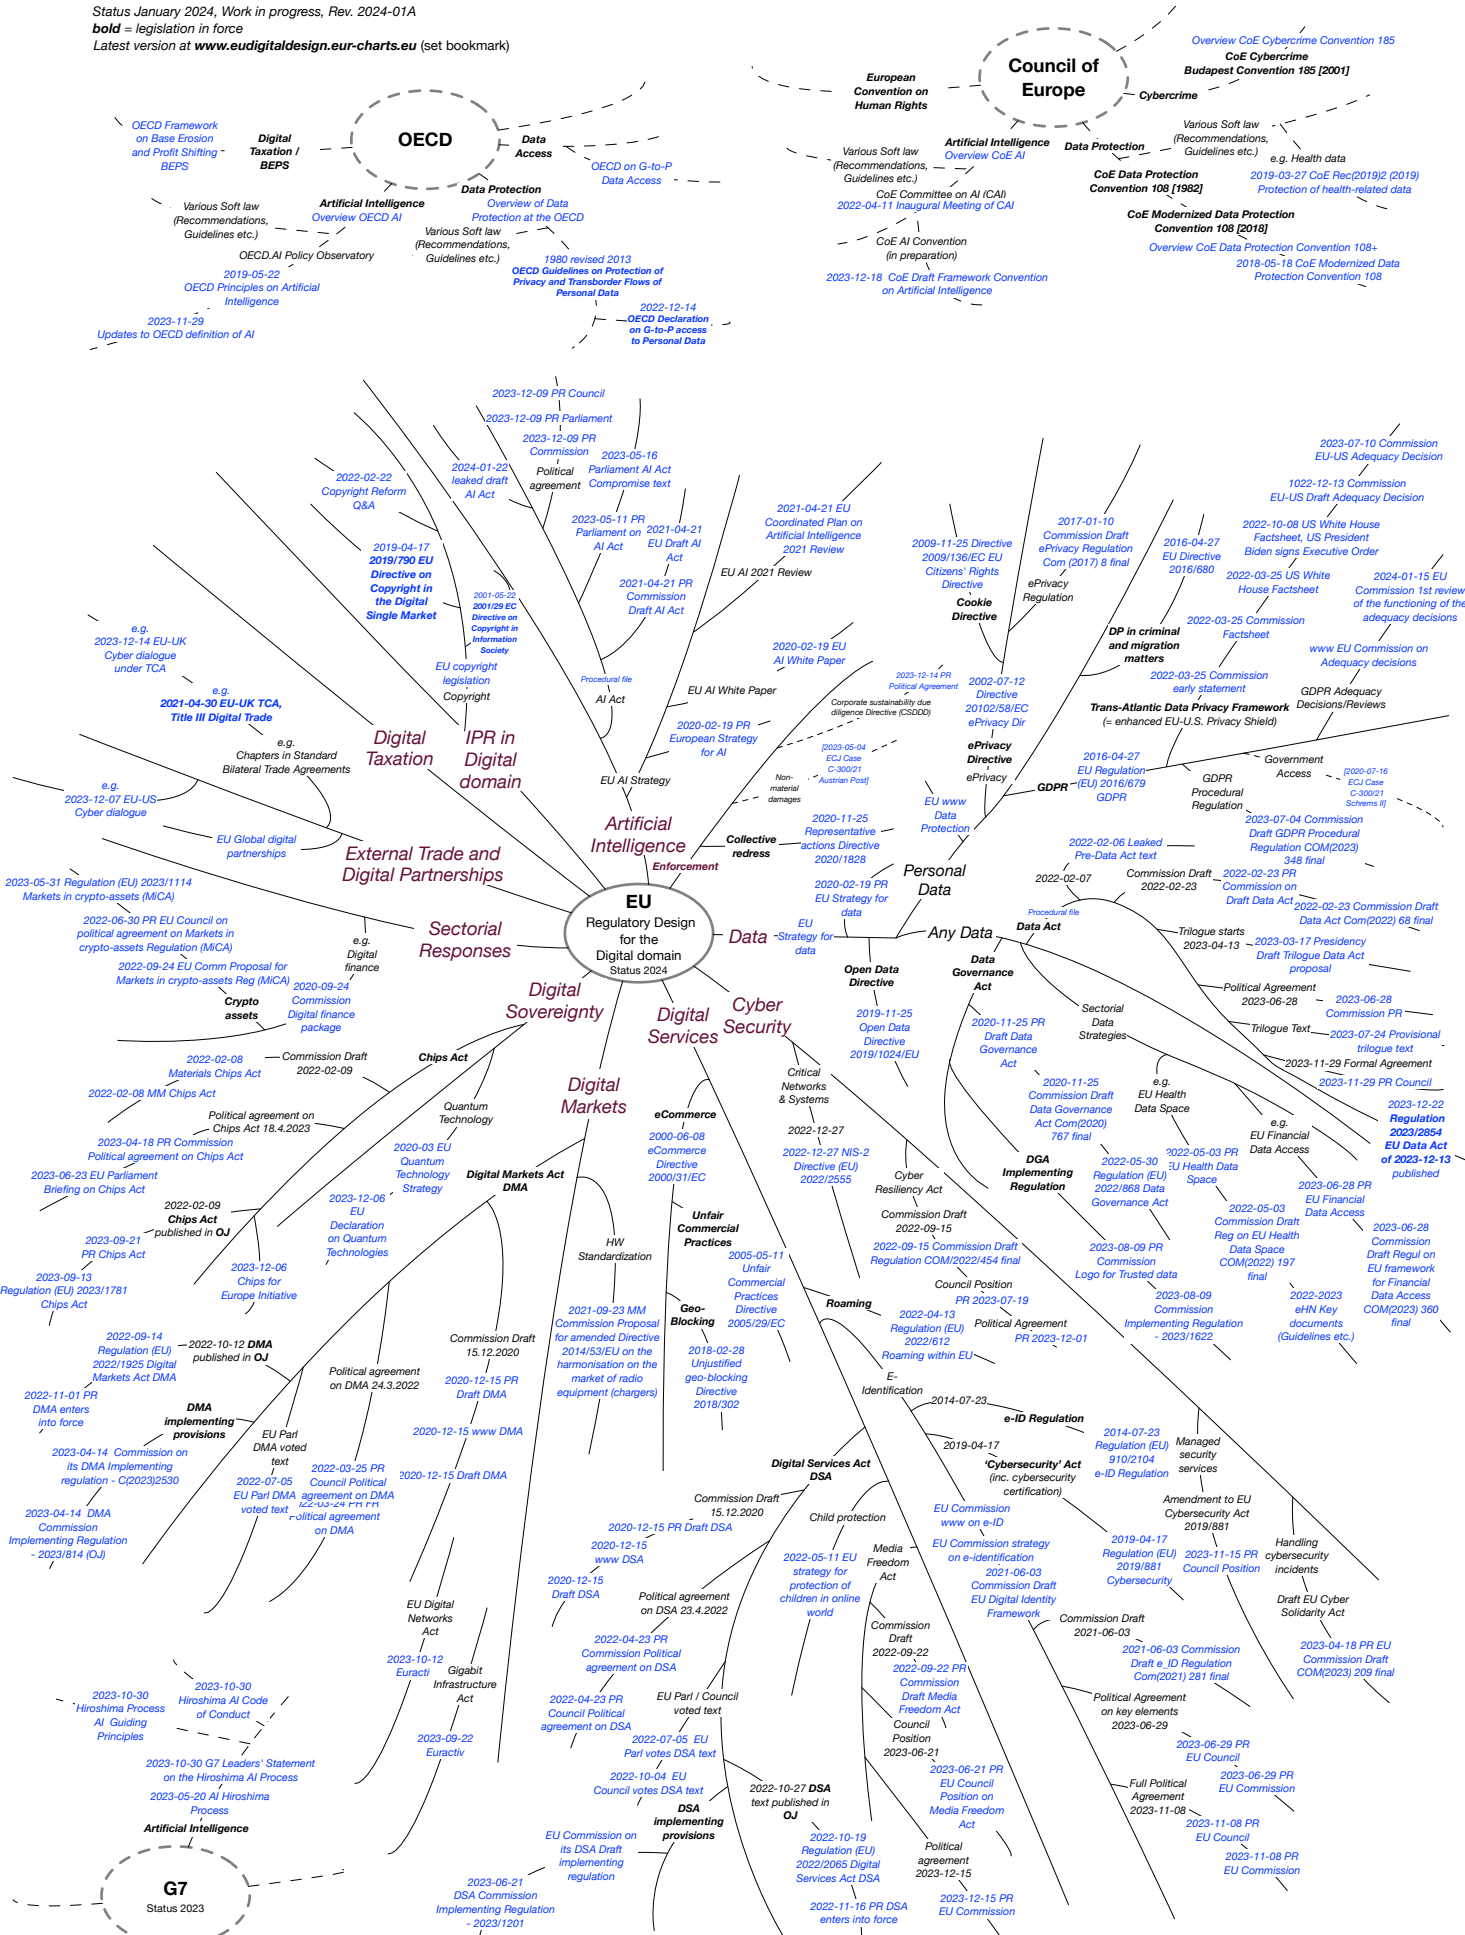 Status January 2024, Work in progress, Rev. 2024-01A
bold = legislation in force
Latest version at www.eudigitaldesign.eur-charts.eu (set bookmark)
OECD
Digital
Taxation /
BEPS
OECD Framework
on Base Erosion
and Profit Shifting
BEPS
Data
Access
OECD on G-to-P
Data Access
Artificial Intelligence
Overview OECD AI
Various Soft law
(Recommendations,
Guidelines etc.)
OECD.AI Policy Observatory
2019-05-22
OECD Principles on Artificial
Intelligence
2023-11-29
Updates to OECD definition of AI
Data Protection
Overview of Data
Protection at the OECD
Various Soft law
(Recommendations,
Guidelines etc.)
1980 revised 2013
OECD Guidelines on Protection of
Privacy and Transborder Flows of
Personal Data
2022-12-14
OECD Declaration
on G-to-P access
to Personal Data
Council of
Europe
European
Convention on
Human Rights
Overview CoE Cybercrime Convention 185
CoE Cybercrime
Budapest Convention 185 [2001]
Cybercrime
Artificial Intelligence
Overview CoE AI
Various Soft law
(Recommendations,
Guidelines etc.)
CoE Committee on AI (CAI)
2022-04-11 Inaugural Meeting of CAI
CoE AI Convention
(in preparation)
2023-12-18 CoE Draft Framework Convention
on Artificial Intelligence
Data Protection
Various Soft law
(Recommendations,
Guidelines etc.)
e.g. Health data
2019-03-27 CoE Rec(2019)2 (2019)
Protection of health-related data
CoE Data Protection
Convention 108 [1982]
CoE Modernized Data Protection
Convention 108 [2018]
Overview CoE Data Protection Convention 108+
2018-05-18 CoE Modernized Data
Protection Convention 108
EU
Regulatory Design
for the
Digital domain
Status 2024
Digital
Taxation
IPR in
Digital
domain
2022-02-22
Copyright Reform
Q&A
2019-04-17
2019/790 EU
Directive on
Copyright in
the Digital
Single Market
2001-05-22
2001/29 EC
Directive on
Copyright in
Information
Society
EU copyright
legislation
Copyright
Artificial
Intelligence
2023-12-09 PR Council
2023-12-09 PR Parliament
2023-12-09 PR
Commission
Political
agreement
2024-01-22
leaked draft
AI Act
2023-05-16
Parliament AI Act
Compromise text
2023-05-11 PR
Parliament on
AI Act
2021-04-21
EU Draft AI
Act
2021-04-21 PR
Commission
Draft AI Act
Procedural file
AI Act
2021-04-21 EU
Coordinated Plan on
Artificial Intelligence
2021 Review
EU AI 2021 Review
2020-02-19 EU
AI White Paper
EU AI White Paper
2020-02-19 PR
European Strategy
for AI
EU AI Strategy
Enforcement
2023-12-14 PR
Political Agreement
Corporate sustainability due
diligence Directive (CSDDD)
[2023-05-04
ECJ Case
C-300/21
Austrian Post]
Non-
material
damages
Collective
redress
2020-11-25
Representative
actions Directive
2020/1828
External Trade and
Digital Partnerships
e.g.
2023-12-14 EU-UK
Cyber dialogue
under TCA
e.g.
2021-04-30 EU-UK TCA,
Title III Digital Trade
e.g.
Chapters in Standard
Bilateral Trade Agreements
e.g.
2023-12-07 EU-US
Cyber dialogue
EU Global digital
partnerships
Sectorial
Responses
2023-05-31 Regulation (EU) 2023/1114
Markets in crypto-assets (MiCA)
2022-06-30 PR EU Council on
political agreement on Markets in
crypto-assets Regulation (MiCA)
2022-09-24 EU Comm Proposal for
Markets in crypto-assets Reg (MiCA)
Crypto
assets
e.g.
Digital
finance
2020-09-24
Commission
Digital finance
package
Data
EU
Strategy for
data
2020-02-19 PR
EU Strategy for
data
Personal
Data
EU www
Data
Protection
2009-11-25 Directive
2009/136/EC EU
Citizens' Rights
Directive
Cookie
Directive
2017-01-10
Commission Draft
ePrivacy Regulation
Com (2017) 8 final
ePrivacy
Regulation
2002-07-12
Directive
20102/58/EC
ePrivacy Dir
ePrivacy
Directive
ePrivacy
2016-04-27
EU Directive
2016/680
DP in criminal
and migration
matters
GDPR
2016-04-27
EU Regulation
(EU) 2016/679
GDPR
2023-07-10 Commission
EU-US Adequacy Decision
1022-12-13 Commission
EU-US Draft Adequacy Decision
2022-10-08 US White House
Factsheet, US President
Biden signs Executive Order
2022-03-25 US White
House Factsheet
2022-03-25 Commission
Factsheet
2022-03-25 Commission
early statement
Trans-Atlantic Data Privacy Framework
(= enhanced EU-U.S. Privacy Shield)
2024-01-15 EU
Commission 1st review
of the functioning of the
adequacy decisions
www EU Commission on
Adequacy decisions
GDPR Adequacy
Decisions/Reviews
Government
Access
[2020-07-16
ECJ Case
C-300/21
Schrems II]
GDPR
Procedural
Regulation
2023-07-04 Commission
Draft GDPR Procedural
Regulation COM(2023)
348 final
Any Data
Procedural file
Data Act
2022-02-06 Leaked
Pre-Data Act text
2022-02-07
Commission Draft
2022-02-23
2022-02-23 PR
Commission on
Draft Data Act
2022-02-23 Commission Draft
Data Act Com(2022) 68 final
Trilogue starts
2023-04-13
2023-03-17 Presidency
Draft Trilogue Data Act
proposal
Political Agreement
2023-06-28
2023-06-28
Commission PR
Trilogue Text
2023-07-24 Provisional
trilogue text
2023-11-29 Formal Agreement
2023-11-29 PR Council
2023-12-22
Regulation
2023/2854
EU Data Act
of 2023-12-13
published
Open Data
Directive
2019-11-25
Open Data
Directive
2019/1024/EU
Data
Governance
Act
2020-11-25 PR
Draft Data
Governance
Act
2020-11-25
Commission Draft
Data Governance
Act Com(2020)
767 final
DGA
Implementing
Regulation
2022-05-30
Regulation (EU)
2022/868 Data
Governance Act
2023-08-09 PR
Commission
Logo for Trusted data
2023-08-09
Commission
Implementing Regulation
- 2023/1622
Sectorial
Data
Strategies
e.g.
EU Health
Data Space
2022-05-03 PR
EU Health Data
Space
2022-05-03
Commission Draft
Reg on EU Health
Data Space
COM(2022) 197
final
2022-2023
eHN Key
documents
(Guidelines etc.)
e.g.
EU Financial
Data Access
2023-06-28 PR
EU Financial
Data Access
2023-06-28
Commission
Draft Regul on
EU framework
for Financial
Data Access
COM(2023) 360
final
Digital
Sovereignty
Chips Act
Commission Draft
2022-02-09
2022-02-08
Materials Chips Act
2022-02-08 MM Chips Act
Political agreement on
Chips Act 18.4.2023
2023-04-18 PR Commission
Political agreement on Chips Act
2023-06-23 EU Parliament
Briefing on Chips Act
2022-02-09
Chips Act
published in OJ
2023-09-21
PR Chips Act
2023-09-13
Regulation (EU) 2023/1781
Chips Act
2023-12-06
Chips for
Europe Initiative
Quantum
Technology
2020-03 EU
Quantum
Technology
Strategy
2023-12-06
EU
Declaration
on Quantum
Technologies
Digital
Markets
Digital Markets Act
DMA
Commission Draft
15.12.2020
2020-12-15 PR
Draft DMA
2020-12-15 www DMA
2020-12-15 Draft DMA
Political agreement
on DMA 24.3.2022
2022-03-25 PR
Council Political
agreement on DMA
Political agreement
on DMA
EU Parl
DMA voted
text
2022-07-05
EU Parl DMA
voted text
2022-10-12 DMA
published in OJ
2022-09-14
Regulation (EU)
2022/1925 Digital
Markets Act DMA
2022-11-01 PR
DMA enters
into force
DMA
implementing
provisions
2023-04-14 Commission on
its DMA Implementing
regulation - C(2023)2530
2023-04-14 DMA
Commission
Implementing Regulation
- 2023/814 (OJ)
HW
Standardization
2021-09-23 MM
Commission Proposal
for amended Directive
2014/53/EU on the
harmonisation on the
market of radio
equipment (chargers)
EU Digital
Networks
Act
2023-10-12
Euracti
Gigabit
Infrastructure
Act
2023-09-22
Euractiv
Digital
Services
eCommerce
2000-06-08
eCommerce
Directive
2000/31/EC
Unfair
Commercial
Practices
2005-05-11
Unfair
Commercial
Practices
Directive
2005/29/EC
Geo-
Blocking
2018-02-28
Unjustified
geo-blocking
Directive
2018/302
Digital Services Act
DSA
Commission Draft
15.12.2020
2020-12-15 PR Draft DSA
2020-12-15
www DSA
2020-12-15
Draft DSA
Political agreement
on DSA 23.4.2022
2022-04-23 PR
Commission Political
agreement on DSA
2022-04-23 PR
Council Political
agreement on DSA
EU Parl / Council
voted text
2022-07-05 EU
Parl votes DSA text
2022-10-04 EU
Council votes DSA text
2022-10-27 DSA
text published in
OJ
2022-10-19
Regulation (EU)
2022/2065 Digital
Services Act DSA
2022-11-16 PR DSA
enters into force
DSA
implementing
provisions
EU Commission on
its DSA Draft
implementing
regulation
2023-06-21
DSA Commission
Implementing Regulation
- 2023/1201
Child protection
2022-05-11 EU
strategy for
protection of
children in online
world
Media
Freedom
Act
Commission
Draft
2022-09-22
2022-09-22 PR
Commission
Draft Media
Freedom Act
Council
Position
2023-06-21
2023-06-21 PR
EU Council
Position on
Media Freedom
Act
Political
agreement
2023-12-15
2023-12-15 PR
EU Commission
Cyber
Security
Critical
Networks
& Systems
2022-12-27
2022-12-27 NIS-2
Directive (EU)
2022/2555
Cyber
Resiliency Act
Commission Draft
2022-09-15
2022-09-15 Commission Draft
Regulation COM/2022/454 final
Council Position
PR 2023-07-19
Political Agreement
PR 2023-12-01
Roaming
2022-04-13
Regulation (EU)
2022/612
Roaming within EU
E-
Identification
2014-07-23
e-ID Regulation
2014-07-23
Regulation (EU)
910/2104
e-ID Regulation
2019-04-17
'Cybersecurity' Act
(inc. cybersecurity
certification)
2019-04-17
Regulation (EU)
2019/881
Cybersecurity
EU Commission
www on e-ID
EU Commission strategy
on e-identification
2021-06-03
Commission Draft
EU Digital Identity
Framework
Commission Draft
2021-06-03
2021-06-03 Commission
Draft e_ID Regulation
Com(2021) 281 final
Political Agreement
on key elements
2023-06-29
2023-06-29 PR
EU Council
2023-06-29 PR
EU Commission
Full Political
Agreement
2023-11-08
2023-11-08 PR
EU Council
2023-11-08 PR
EU Commission
Managed
security
services
Amendment to EU
Cybersecurity Act
2019/881
2023-11-15 PR
Council Position
Handling
cybersecurity
incidents
Draft EU Cyber
Solidarity Act
2023-04-18 PR EU
Commission Draft
COM(2023) 209 final
2023-10-30
Hiroshima Process
AI Guiding
Principles
2023-10-30
Hiroshima AI Code
of Conduct
2023-10-30 G7 Leaders' Statement
on the Hiroshima AI Process
2023-05-20 AI Hiroshima
Process
Artificial Intelligence
G7
Status 2023